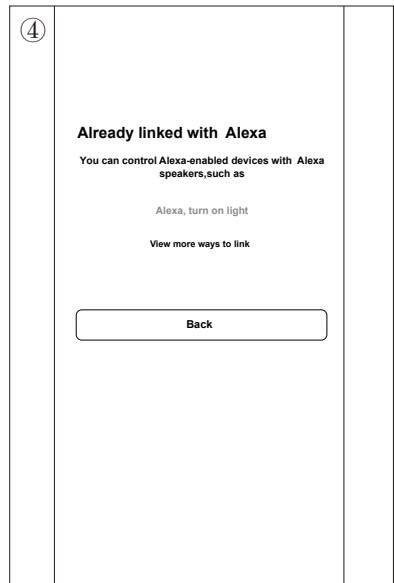 ④
Already linked with Alexa
You can control Alexa-enabled devices with Alexa
speakers,such as
Alexa, turn on light
View more ways to link
Back